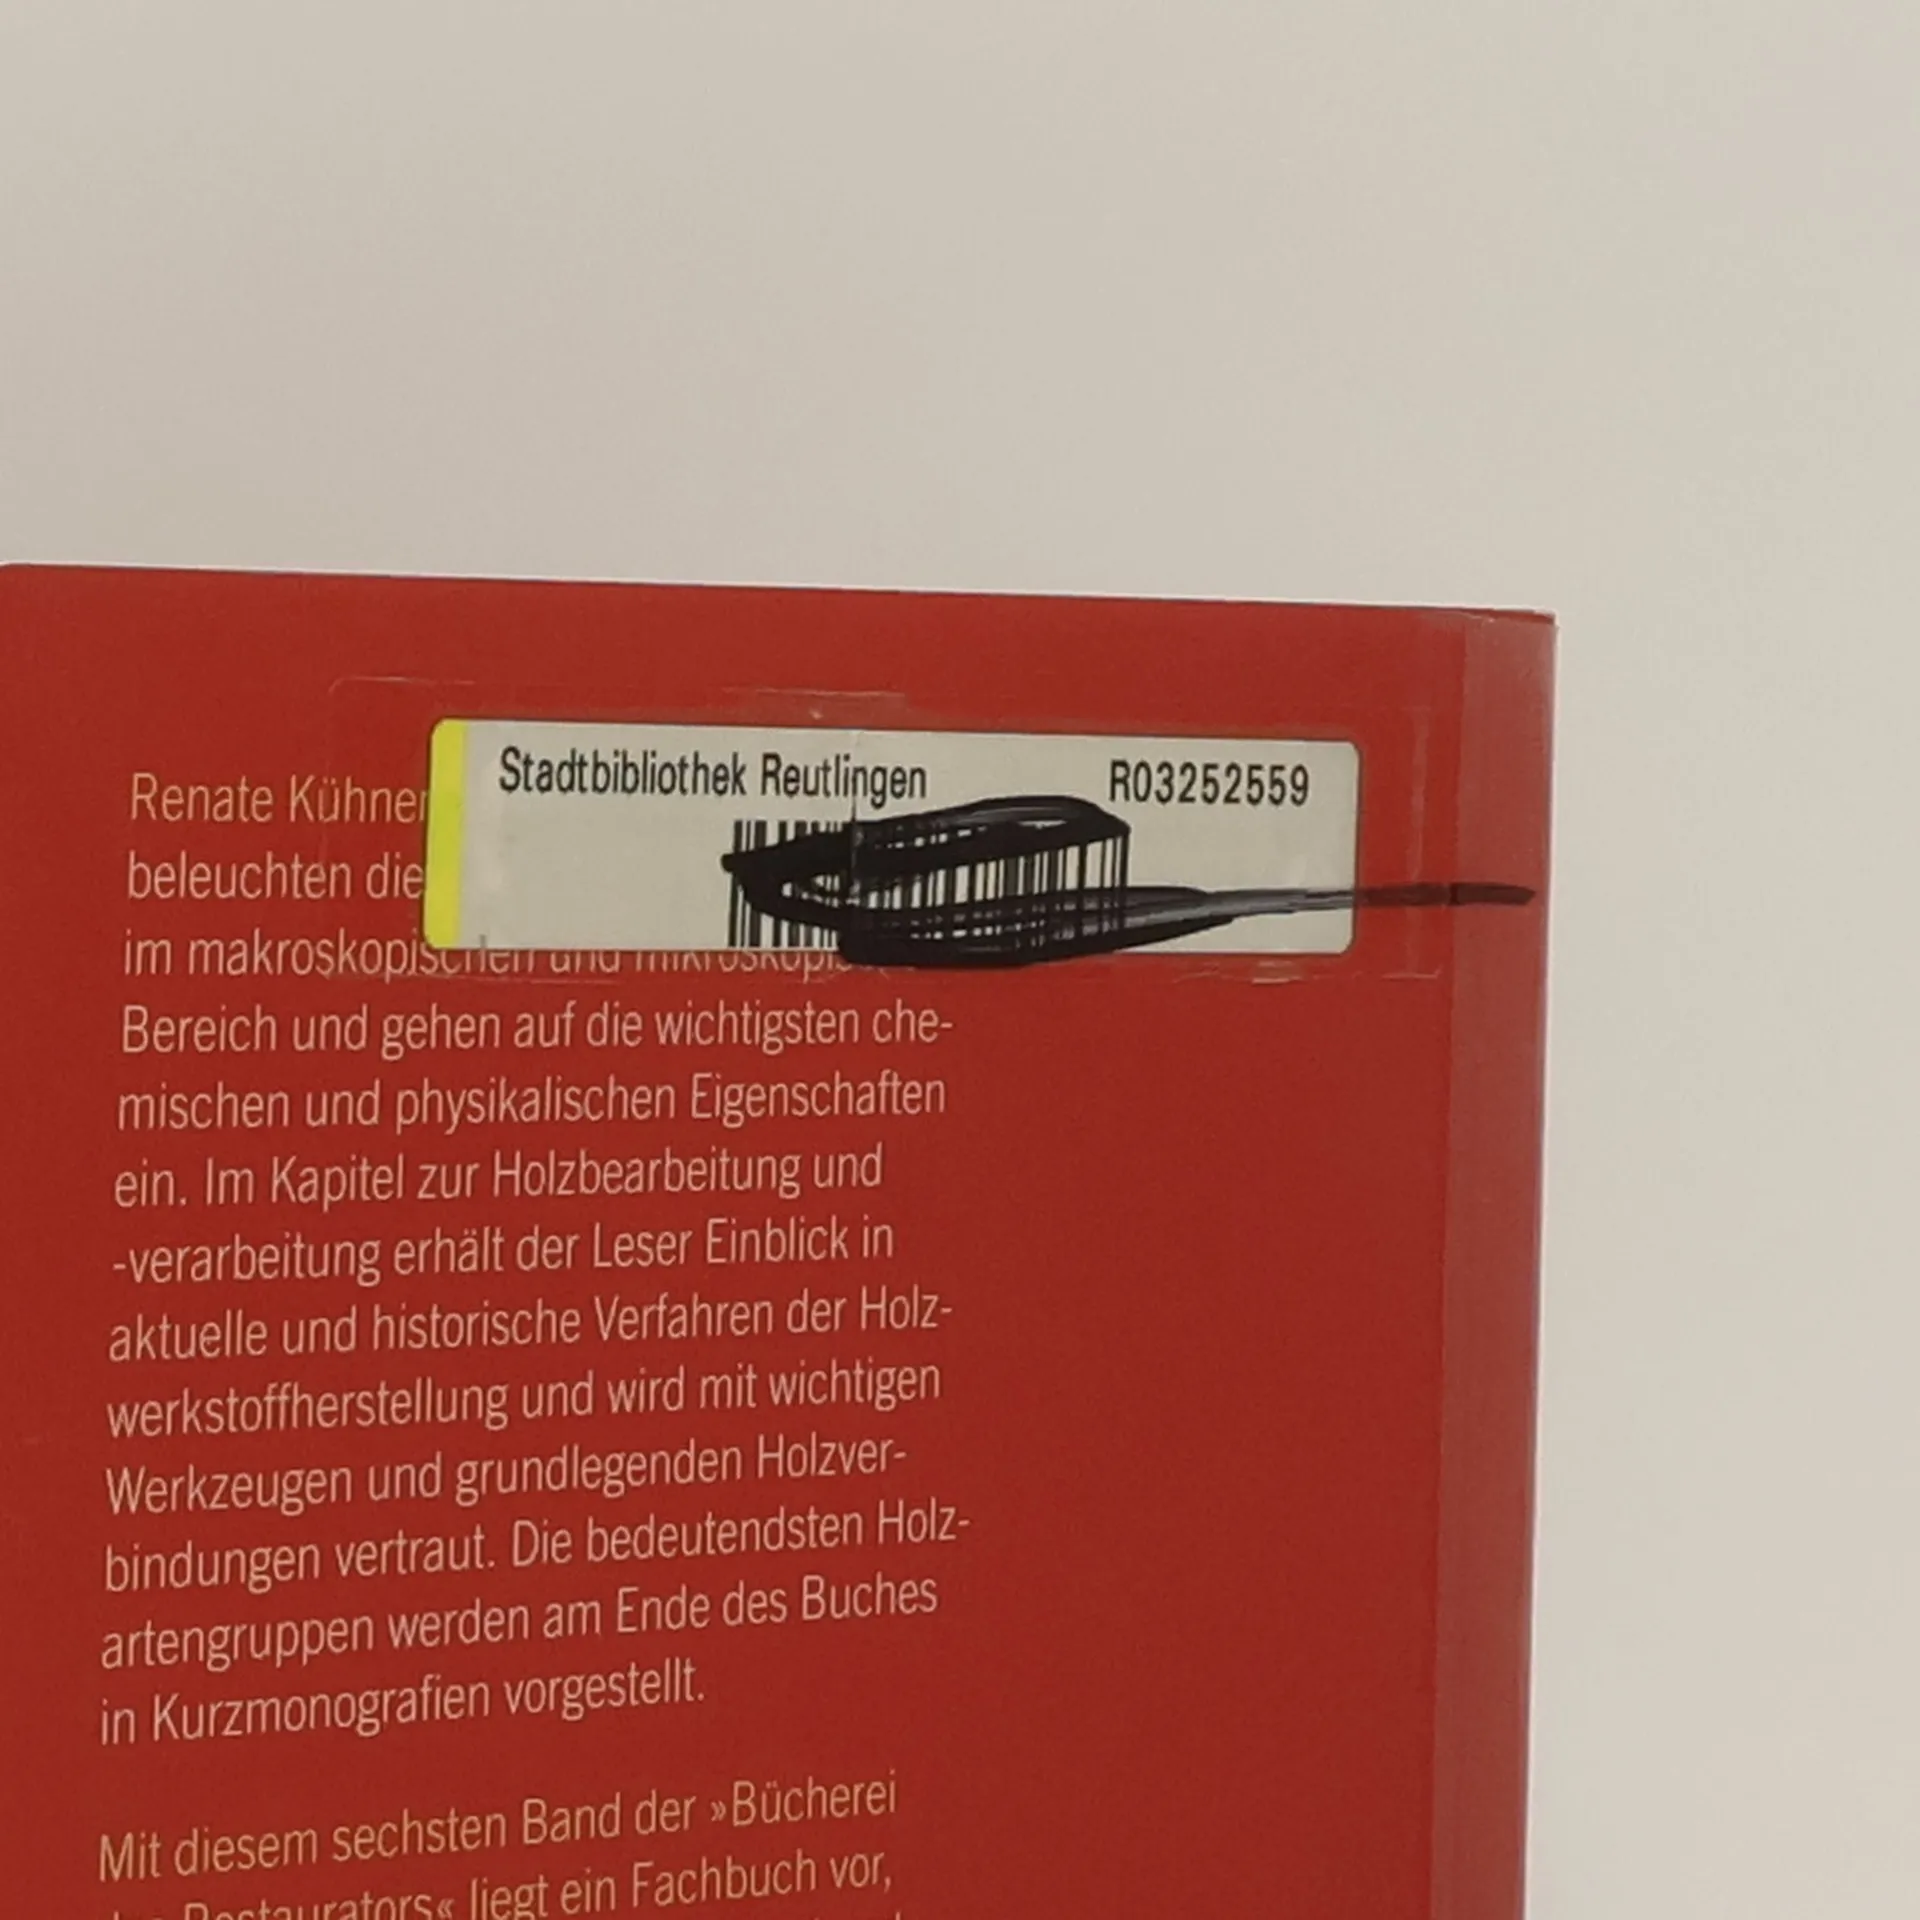 Stadtbibliothek Reutlingen R03252559
Renate Kühner
beleuchten die
im makroskopischen und mikroskopis
Bereich und gehen auf die wichtigsten che-
mischen und physikalischen Eigenschaften
ein. Im Kapitel zur Holzbearbeitung und
-verarbeitung erhält der Leser Einblick in
aktuelle und historische Verfahren der Holz-
werkstoffherstellung und wird mit wichtigen
Werkzeugen und grundlegenden Holzver-
bindungen vertraut. Die bedeutendsten Holz-
artengruppen werden am Ende des Buches
in Kurzmonografien vorgestellt.
Mit diesem sechsten Band der »Bücherei
Restaurators« liegt ein Fachbuch vor,